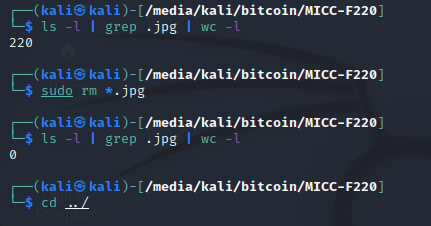 ┌──(kali㉿kali)-[/media/kali/bitcoin/MICC-F220]
└─$ ls -l | grep .jpg | wc -l
220
┌──(kali㉿kali)-[/media/kali/bitcoin/MICC-F220]
└─$ sudo rm *.jpg
┌──(kali㉿kali)-[/media/kali/bitcoin/MICC-F220]
└─$ ls -l | grep .jpg | wc -l
0
┌──(kali㉿kali)-[/media/kali/bitcoin/MICC-F220]
└─$ cd ../